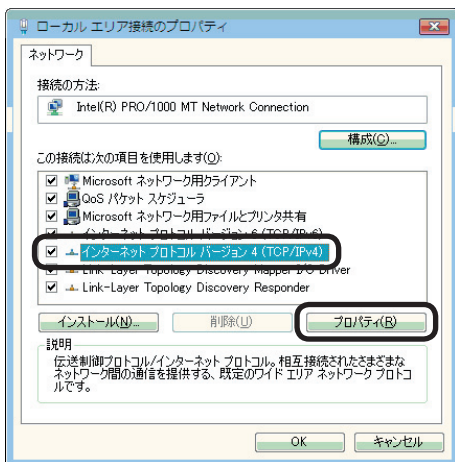 ローカル エリア接続のプロパティ
ネットワーク
接続の方法:
Intel(R) PRO/1000 MT Network Connection
構成(C)...
この接続は次の項目を使用します(O):
Microsoft ネットワーク用クライアント
QoS パケット スケジューラ
Microsoft ネットワーク用ファイルとプリンタ共有
インターネット プロトコル バージョン 6 (TCP/IPv6)
インターネット プロトコル バージョン 4 (TCP/IPv4)
Link-Layer Topology Discovery Mapper I/O Driver
Link-Layer Topology Discovery Responder
インストール(N)...
削除(U)
プロパティ(R)
説明
伝送制御プロトコル/インターネット プロトコル。相互接続されたさまざまな
ネットワーク間の通信を提供する、既定のワイド エリア ネットワーク プロトコ
ルです。
OK
キャンセル